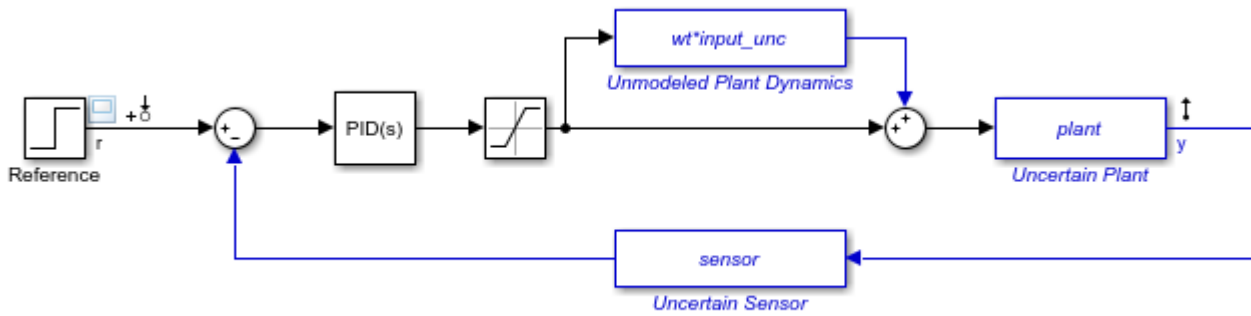 wt*input_unc
Unmodeled Plant Dynamics
+
r
Reference
+
−
PID(s)
+
+
plant
y
Uncertain Plant
sensor
Uncertain Sensor